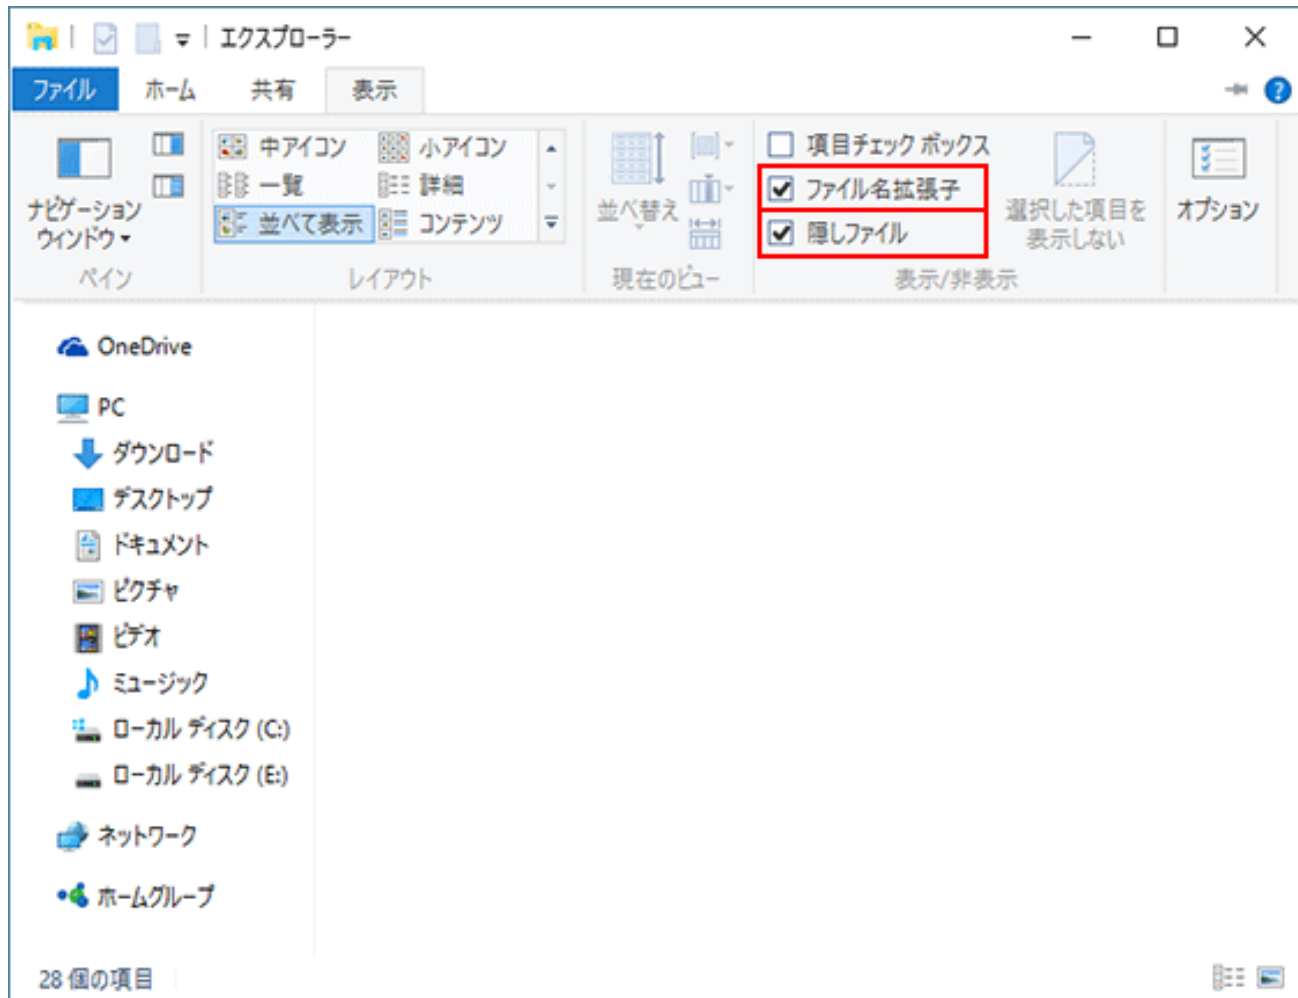 エクスプローラー
ファイル ホーム 共有 表示
ナビゲーション
ウィンドウ
ペイン
中アイコン 小アイコン
一覧 詳細
並べて表示 コンテンツ
レイアウト
並べ替え
現在のビュー
項目チェック ボックス
ファイル名拡張子
隠しファイル
選択した項目を
表示しない
表示/非表示
オプション
OneDrive
PC
ダウンロード
デスクトップ
ドキュメント
ピクチャ
ビデオ
ミュージック
ローカル ディスク (C:)
ローカル ディスク (E:)
ネットワーク
ホームグループ
28 個の項目